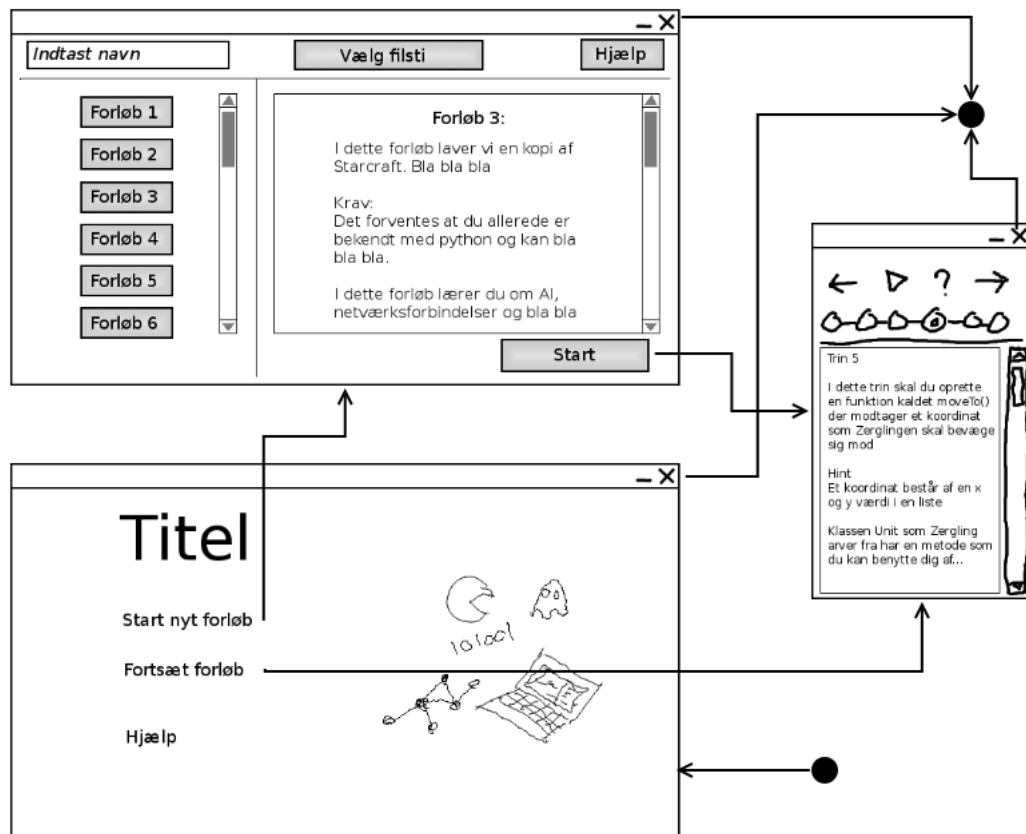 Indtast navn
Vælg filsti
Hjælp
Forløb 1
Forløb 2
Forløb 3
Forløb 4
Forløb 5
Forløb 6
Forløb 3:
I dette forløb laver vi en kopi af
Starcraft. Bla bla bla
Krav:
Det forventes at du allerede er
bekendt med python og kan bla
bla bla.
I dette forløb lærer du om AI,
netværksforbindelser og bla bla
Start
?
Trin 5
I dette trin skal du oprette
en funktion kaldet moveTo()
der modtager et koordinat
som Zerglingen skal bevæge
sig mod
Hint
Et koordinat består af en x
og y værdi i en liste
Klassen Unit som Zergling
arver fra har en metode som
du kan benytte dig af...
Titel
Start nyt forløb
Fortsæt forløb
Hjælp
101001